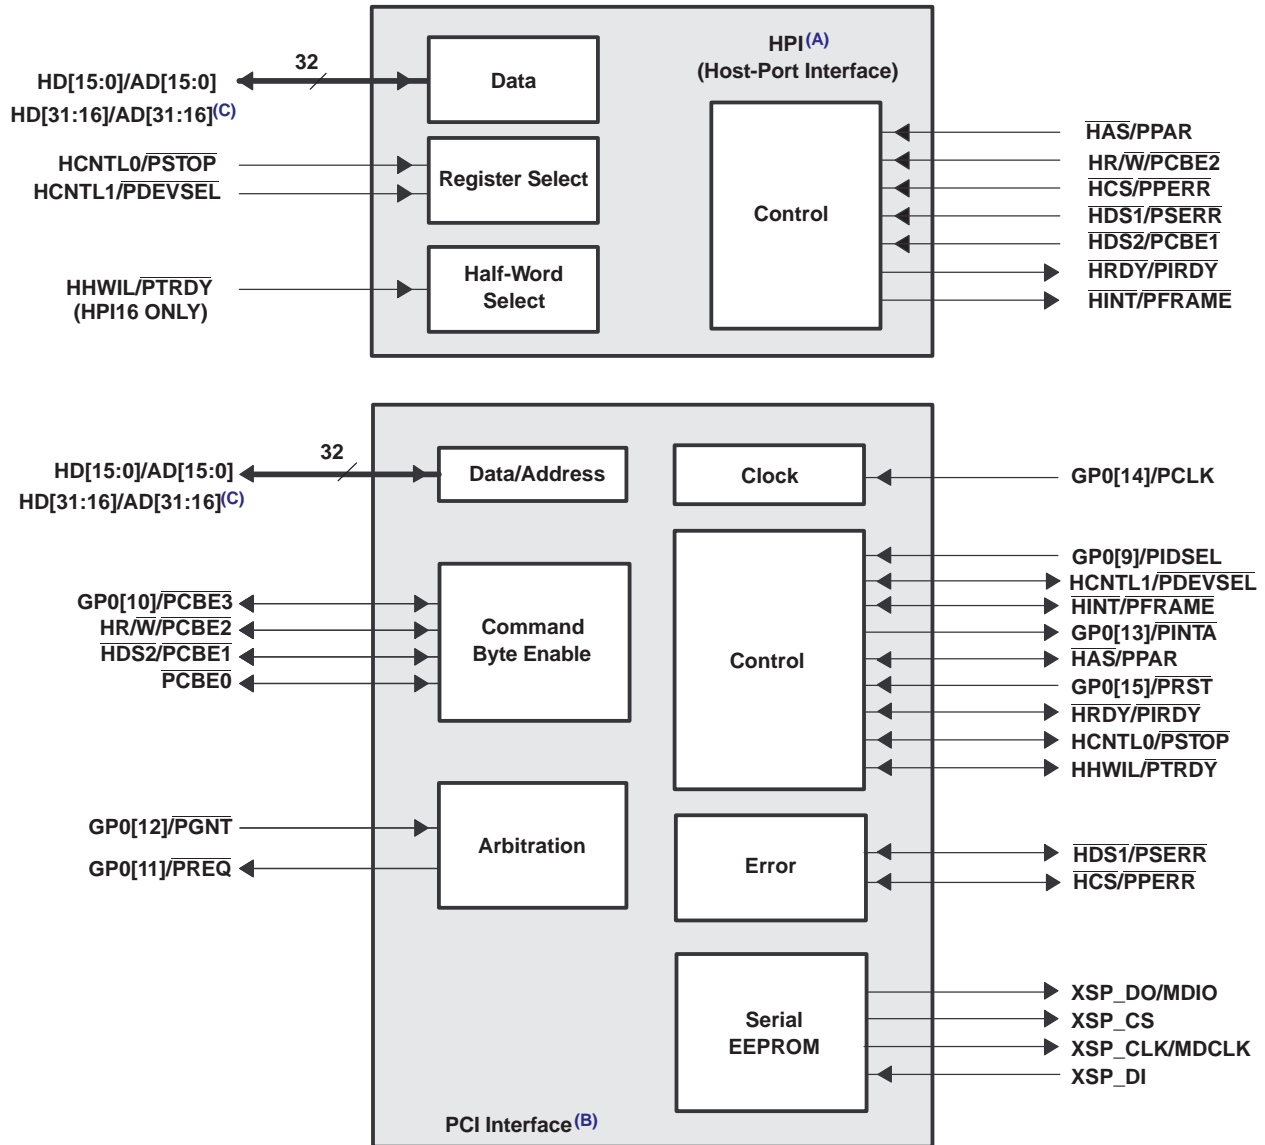 HPI(A)
(Host-Port Interface)
32
HD[15:0]/AD[15:0]
HD[31:16]/AD[31:16](C)
Data
HCNTL0/PSTOP
HCNTL1/PDEVSEL
Register Select
HHWIL/PTRDY
(HPI16 ONLY)
Half-Word
Select
Control
HAS/PPAR
HR/W/PCBE2
HCS/PPERR
HDS1/PSERR
HDS2/PCBE1
HRDY/PIRDY
HINT/PFRAME
32
HD[15:0]/AD[15:0]
HD[31:16]/AD[31:16](C)
Data/Address
Clock
GP0[14]/PCLK
GP0[10]/PCBE3
HR/W/PCBE2
HDS2/PCBE1
PCBE0
Command
Byte Enable
Control
GP0[9]/PIDSEL
HCNTL1/PDEVSEL
HINT/PFRAME
GP0[13]/PINTA
HAS/PPAR
GP0[15]/PRST
HRDY/PIRDY
HCNTL0/PSTOP
HHWIL/PTRDY
GP0[12]/PGNT
GP0[11]/PREQ
Arbitration
Error
HDS1/PSERR
HCS/PPERR
Serial
EEPROM
XSP_DO/MDIO
XSP_CS
XSP_CLK/MDCLK
XSP_DI
PCI Interface(B)